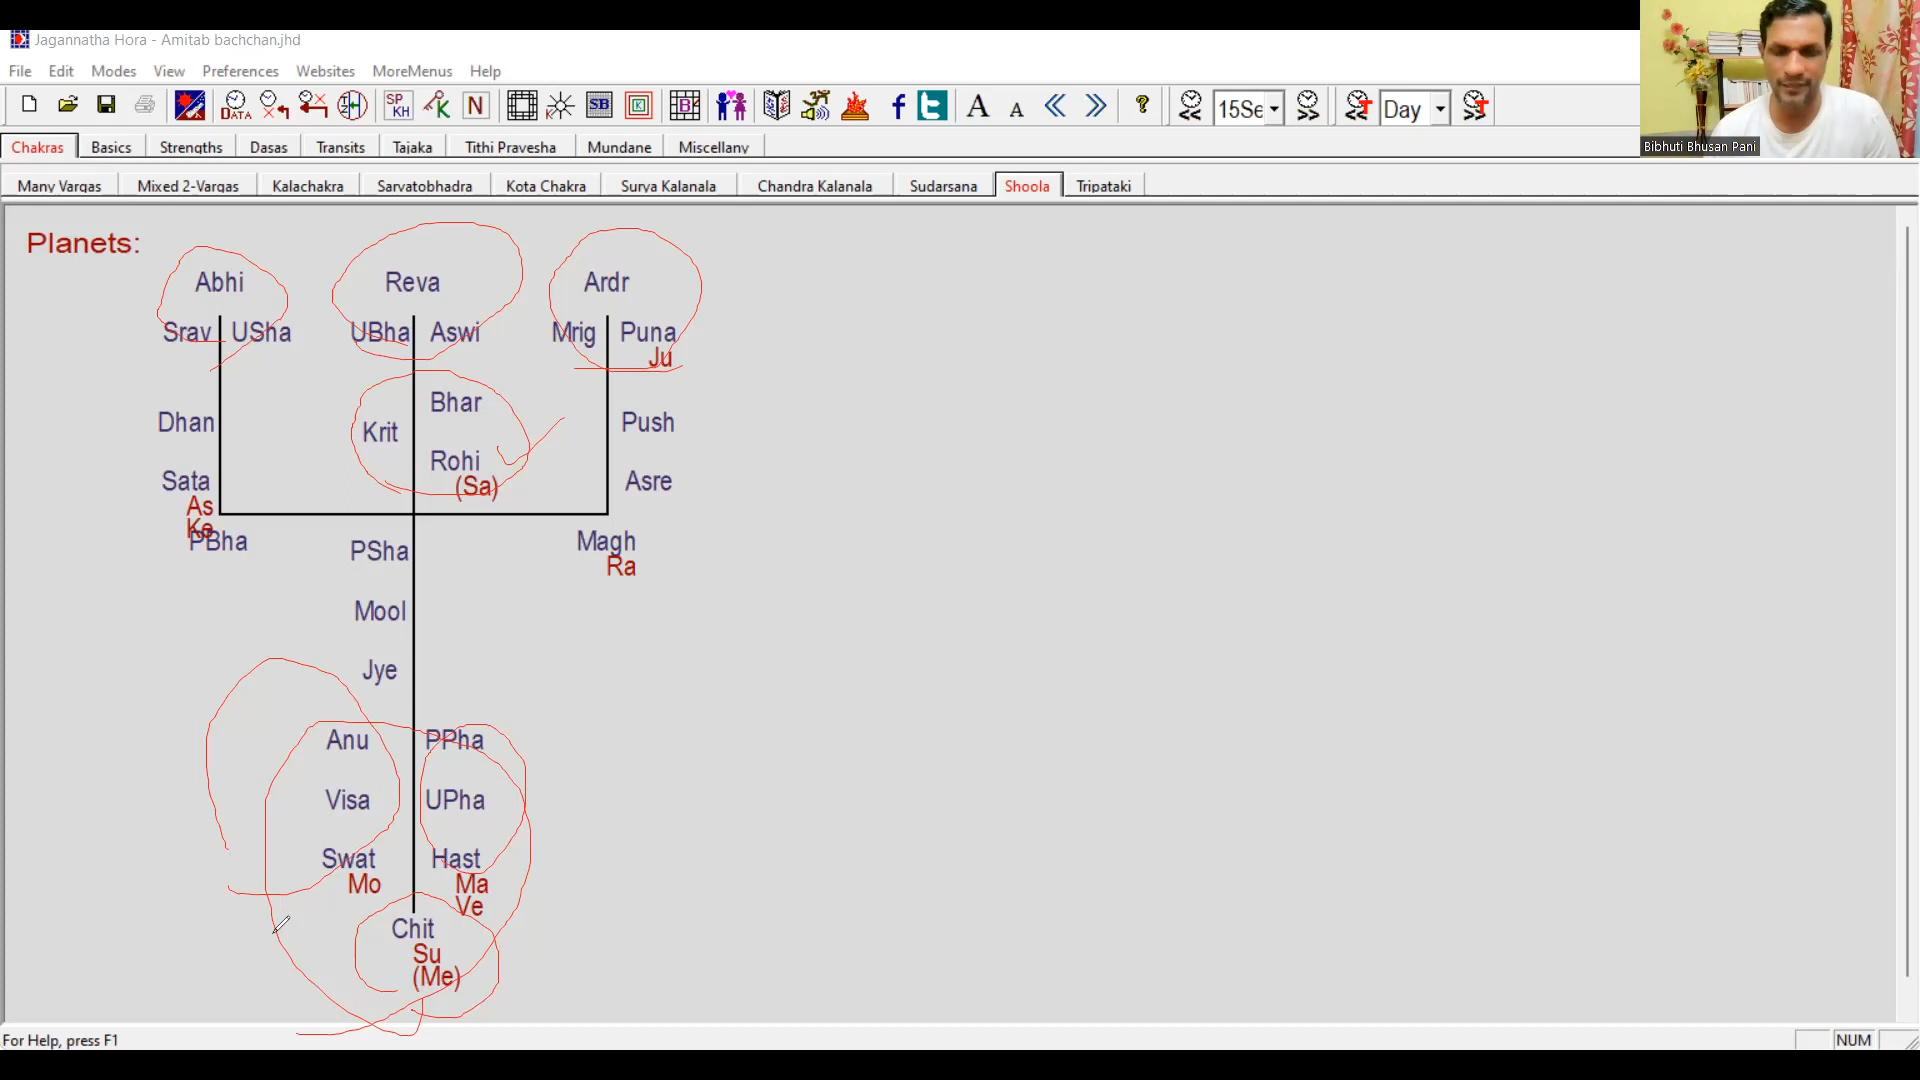 Jagannatha Hora - Amitab bachchan.jhd
File Edit Modes View Preferences Websites MoreMenus Help
DATA SP KH K N SB K B f t A A ? 15Se Day
Chakras Basics Strengths Dasas Transits Tajaka Tithi Pravesha Mundane Miscellany
Bibhuti Bhusan Pani
Many Vargas Mixed 2-Vargas Kalachakra Sarvatobhadra Kota Chakra Surya Kalanala Chandra Kalanala Sudarsana Shoola Tripataki
Planets:
Abhi Reva Ardr
Srav USha UBha Aswi Mrig Puna
Ju
Bhar
Dhan Krit Push
Sata Rohi Asre
As (Sa)
Ke
PBha PSha Magh
Ra
Mool
Jye
Anu PPha
Visa UPha
Swat Hast
Mo Ma
Ve
Chit
Su
(Me)
For Help, press F1 NUM